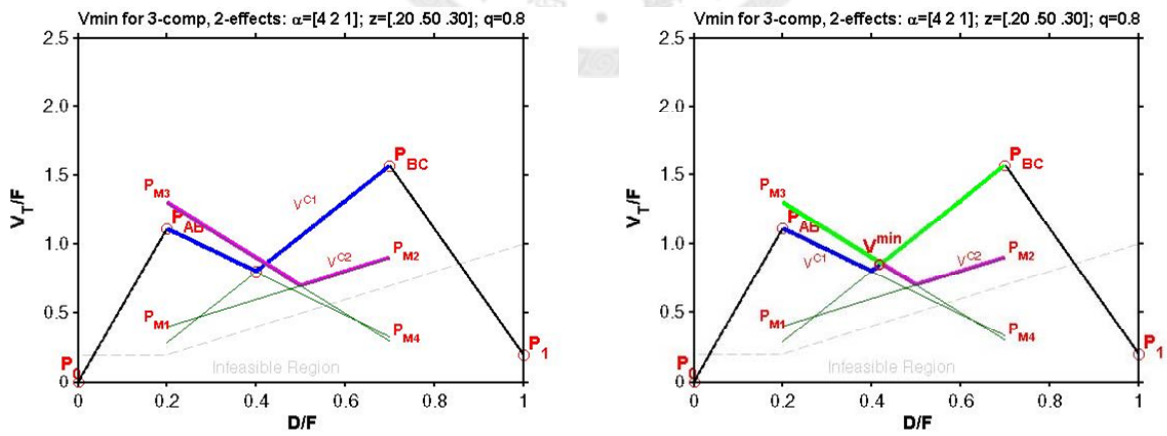 Vmin for 3-comp, 2-effects: α=[4 2 1]; z=[.20 .50 .30]; q=0.8
2.5
2.0
1.5
1.0
0.5
0
V_T/F
0 0.2 0.4 0.6 0.8 1
D/F
P_BC
P_M3
P_AB
V^C1
V^C2
P_M2
P_M1
P_M4
P_0
P_1
Infeasible Region
Vmin for 3-comp, 2-effects: α=[4 2 1]; z=[.20 .50 .30]; q=0.8
2.5
2.0
1.5
1.0
0.5
0
V_T/F
0 0.2 0.4 0.6 0.8 1
D/F
P_BC
P_M3
P_AB
V^min
V^C1
V^C2
P_M2
P_M1
P_M4
P_0
P_1
Infeasible Region